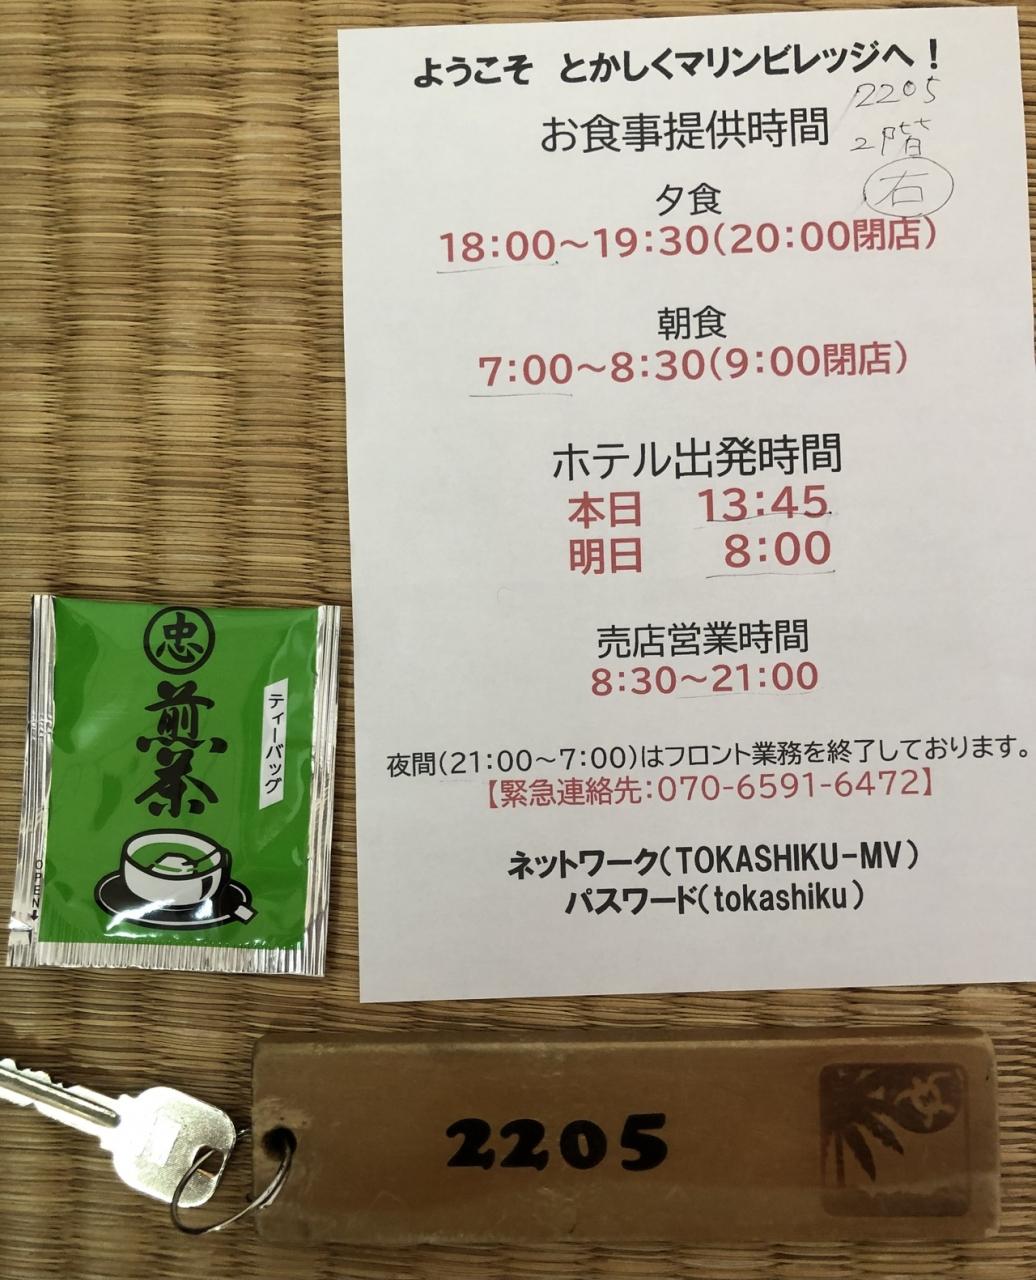 ようこそ とかしくマリンビレッジへ！
2205
お食事提供時間
2階
右
夕食
18:00～19:30(20:00閉店)
朝食
7:00～8:30(9:00閉店)
ホテル出発時間
本日 13:45
明日 8:00
売店営業時間
8:30～21:00
夜間(21:00～7:00)はフロント業務を終了しております。
【緊急連絡先:070-6591-6472】
ネットワーク(TOKASHIKU-MV)
パスワード(tokashiku)
忠
煎茶
ティーバッグ
OPEN
2205